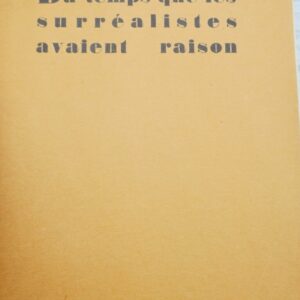 Du temps que les
surréalistes
avaient raison